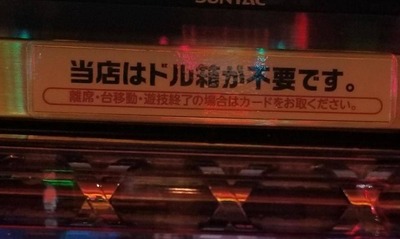 SUNTAC
当店はドル箱が不要です。
離席・台移動・遊技終了の場合はカードをお取ください。